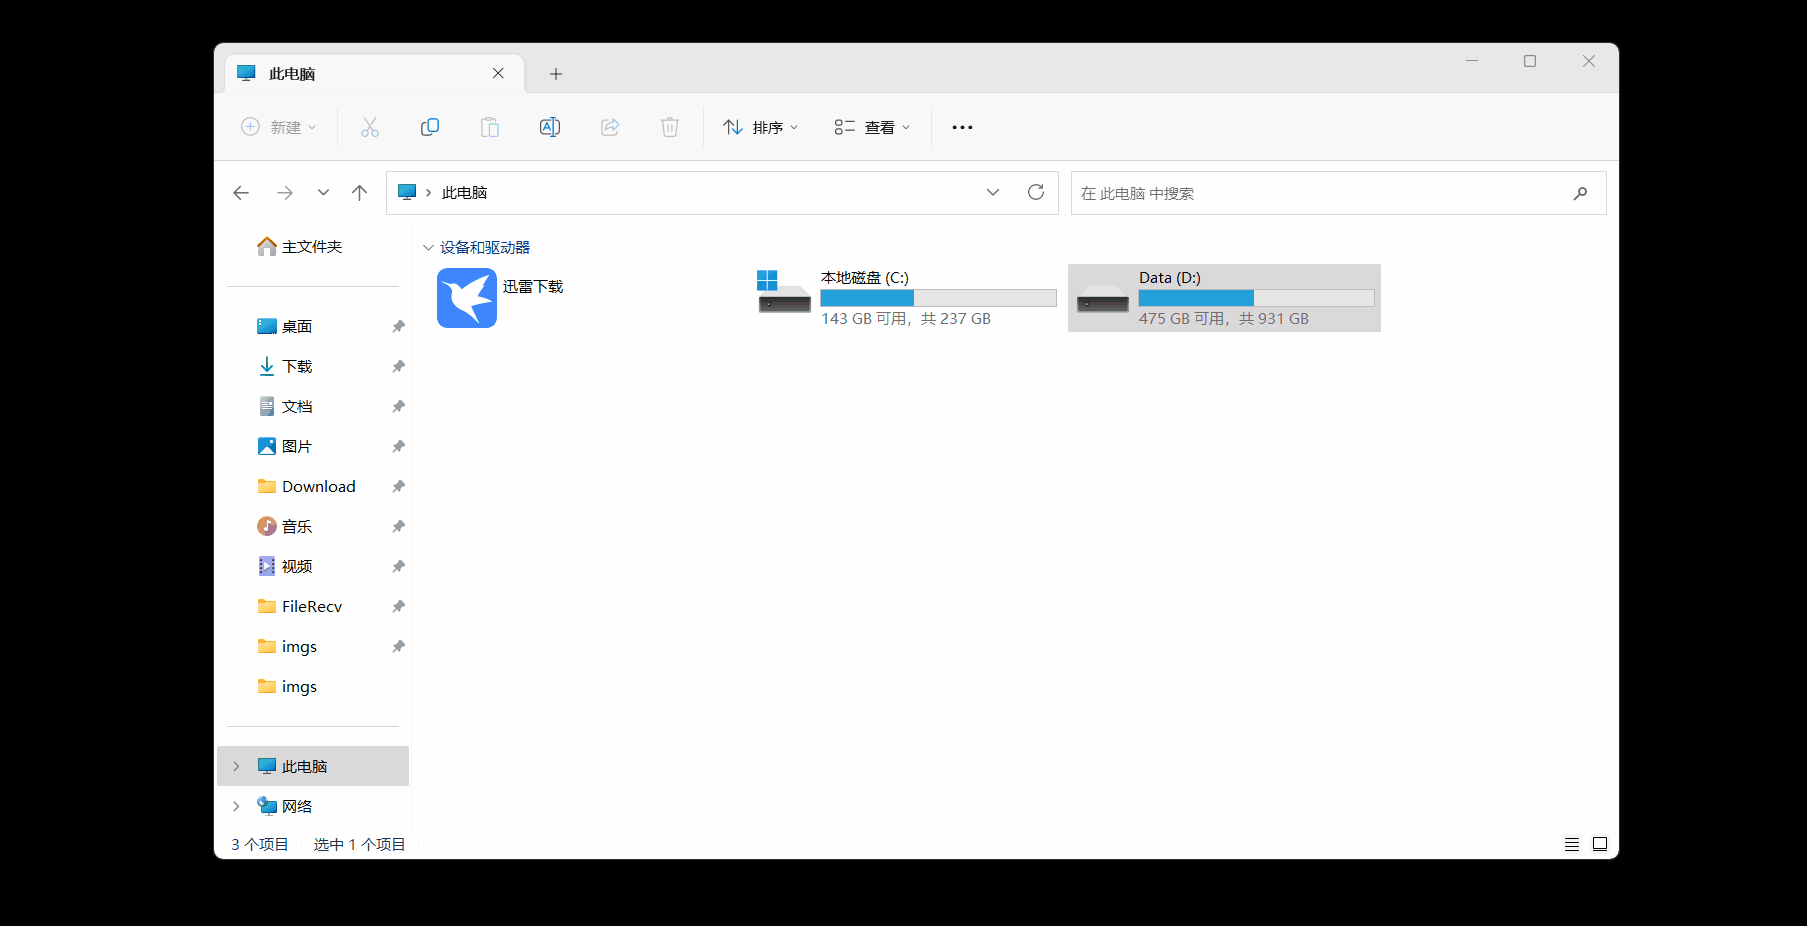 此电脑
新建
排序
查看
此电脑
在 此电脑 中搜索
主文件夹
桌面
下载
文档
图片
Download
音乐
视频
FileRecv
imgs
imgs
此电脑
网络
设备和驱动器
迅雷下载
本地磁盘 (C:)
143 GB 可用，共 237 GB
Data (D:)
475 GB 可用，共 931 GB
3 个项目 选中 1 个项目